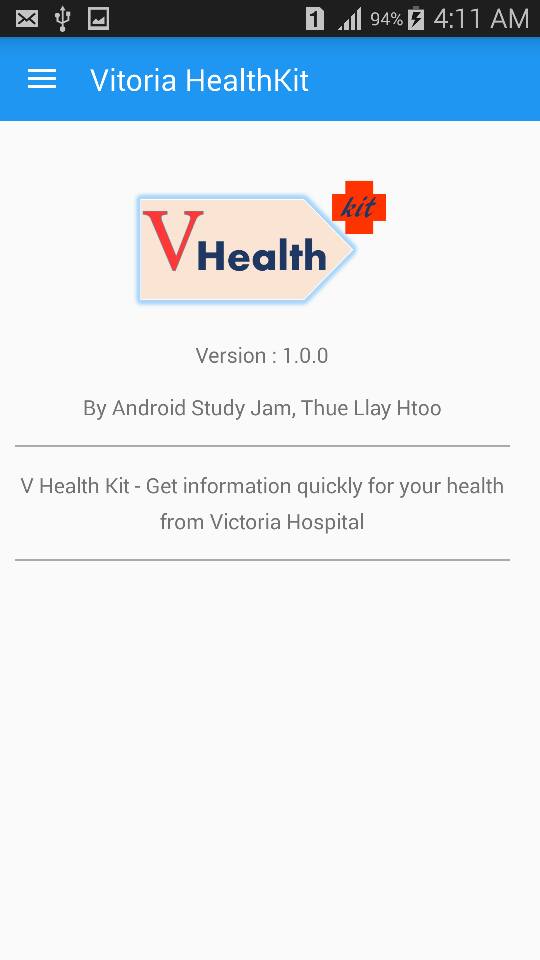 1 94% 4:11 AM
Vitoria HealthKit
kit
V Health
Version : 1.0.0
By Android Study Jam, Thue Llay Htoo
V Health Kit - Get information quickly for your health
from Victoria Hospital